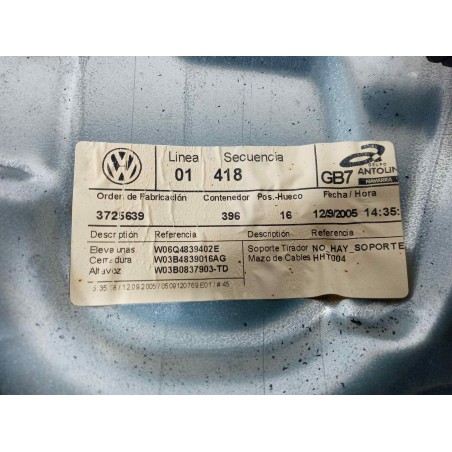 Linea Secuencia
01 418
GB7
GRUPO
ANTOLIN
NAVARRA
Orden de Fabricación Contenedor Pos.-Hueco Fecha / Hora
3725639 396 16 12/9/2005 14:35:
Descripción Referencia Descripción Referencia
Elevalunas W06Q4839402E Soporte Tirador NO_HAY_SOPORTE
Cerradura W03B4839016AG Mazo de Cables HHT004
Altavoz W03B0837903-TD